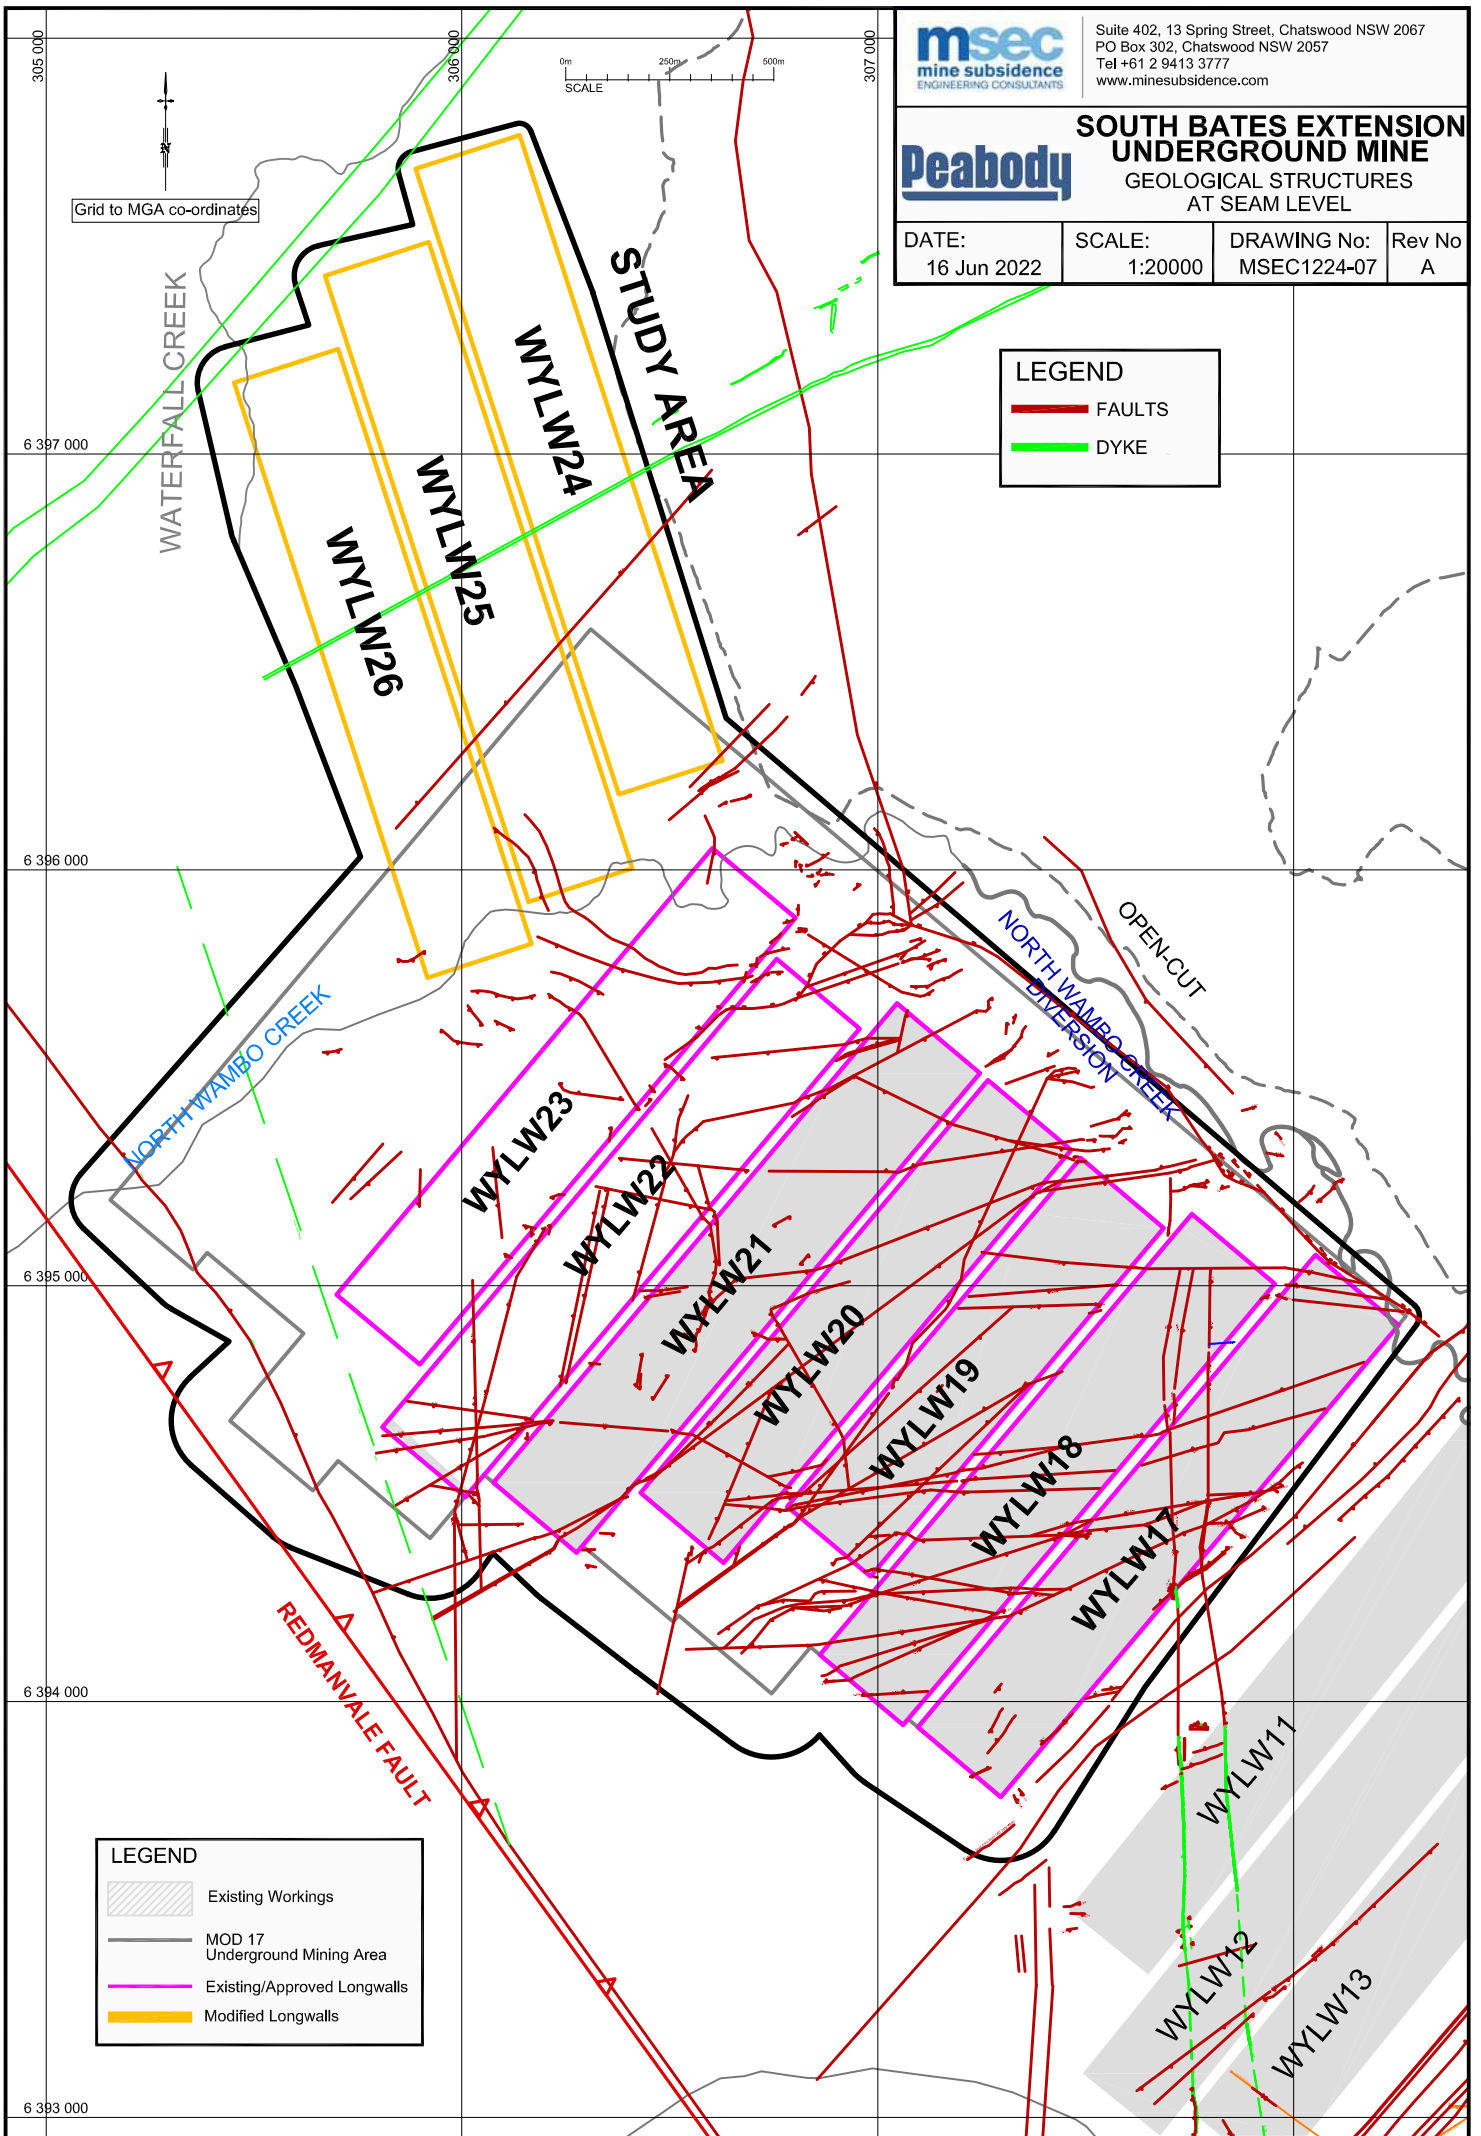 305 000
306 000
307 000
0m
250m
500m
SCALE
N
Grid to MGA co-ordinates
msec
mine subsidence
ENGINEERING CONSULTANTS
Suite 402, 13 Spring Street, Chatswood NSW 2067
PO Box 302, Chatswood NSW 2057
Tel +61 2 9413 3777
www.minesubsidence.com
Peabody
SOUTH BATES EXTENSION
UNDERGROUND MINE
GEOLOGICAL STRUCTURES
AT SEAM LEVEL
DATE:
16 Jun 2022
SCALE:
1:20000
DRAWING No:
MSEC1224-07
Rev No
A
LEGEND
FAULTS
DYKE
WATERFALL CREEK
STUDY AREA
WYLW24
WYLW25
WYLW26
6 397 000
6 396 000
NORTH WAMBO CREEK
NORTH WAMBO CREEK
DIVERSION
OPEN-CUT
WYLW23
WYLW22
WYLW21
WYLW20
WYLW19
WYLW18
WYLW17
6 395 000
REDMANVALE FAULT
6 394 000
WYLW11
WYLW12
WYLW13
LEGEND
Existing Workings
MOD 17
Underground Mining Area
Existing/Approved Longwalls
Modified Longwalls
6 393 000